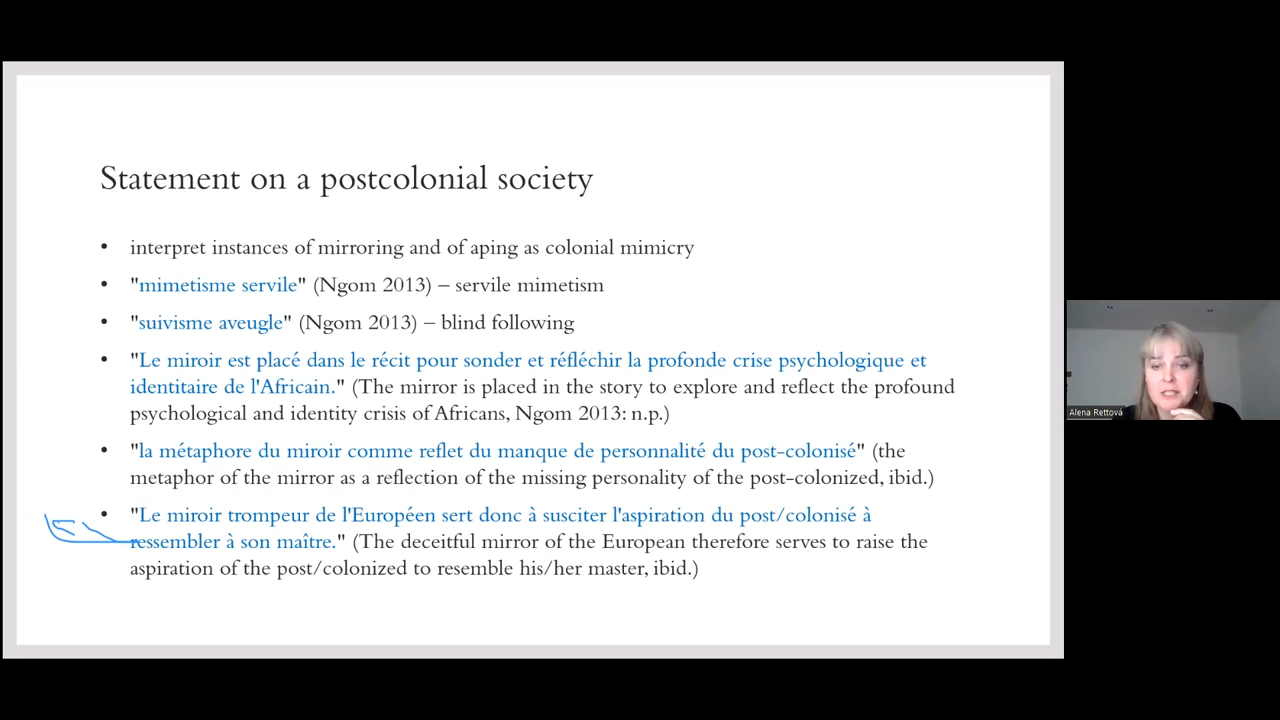 Statement on a postcolonial society
• interpret instances of mirroring and of aping as colonial mimicry
• "mimetisme servile" (Ngom 2013) – servile mimetism
• "suivisme aveugle" (Ngom 2013) – blind following
• "Le miroir est placé dans le récit pour sonder et réfléchir la profonde crise psychologique et
identitaire de l'Africain." (The mirror is placed in the story to explore and reflect the profound
psychological and identity crisis of Africans, Ngom 2013: n.p.)
• "la métaphore du miroir comme reflet du manque de personnalité du post-colonisé" (the
metaphor of the mirror as a reflection of the missing personality of the post-colonized, ibid.)
• "Le miroir trompeur de l'Européen sert donc à susciter l'aspiration du post/colonisé à
ressembler à son maître." (The deceitful mirror of the European therefore serves to raise the
aspiration of the post/colonized to resemble his/her master, ibid.)
Alena Rettová